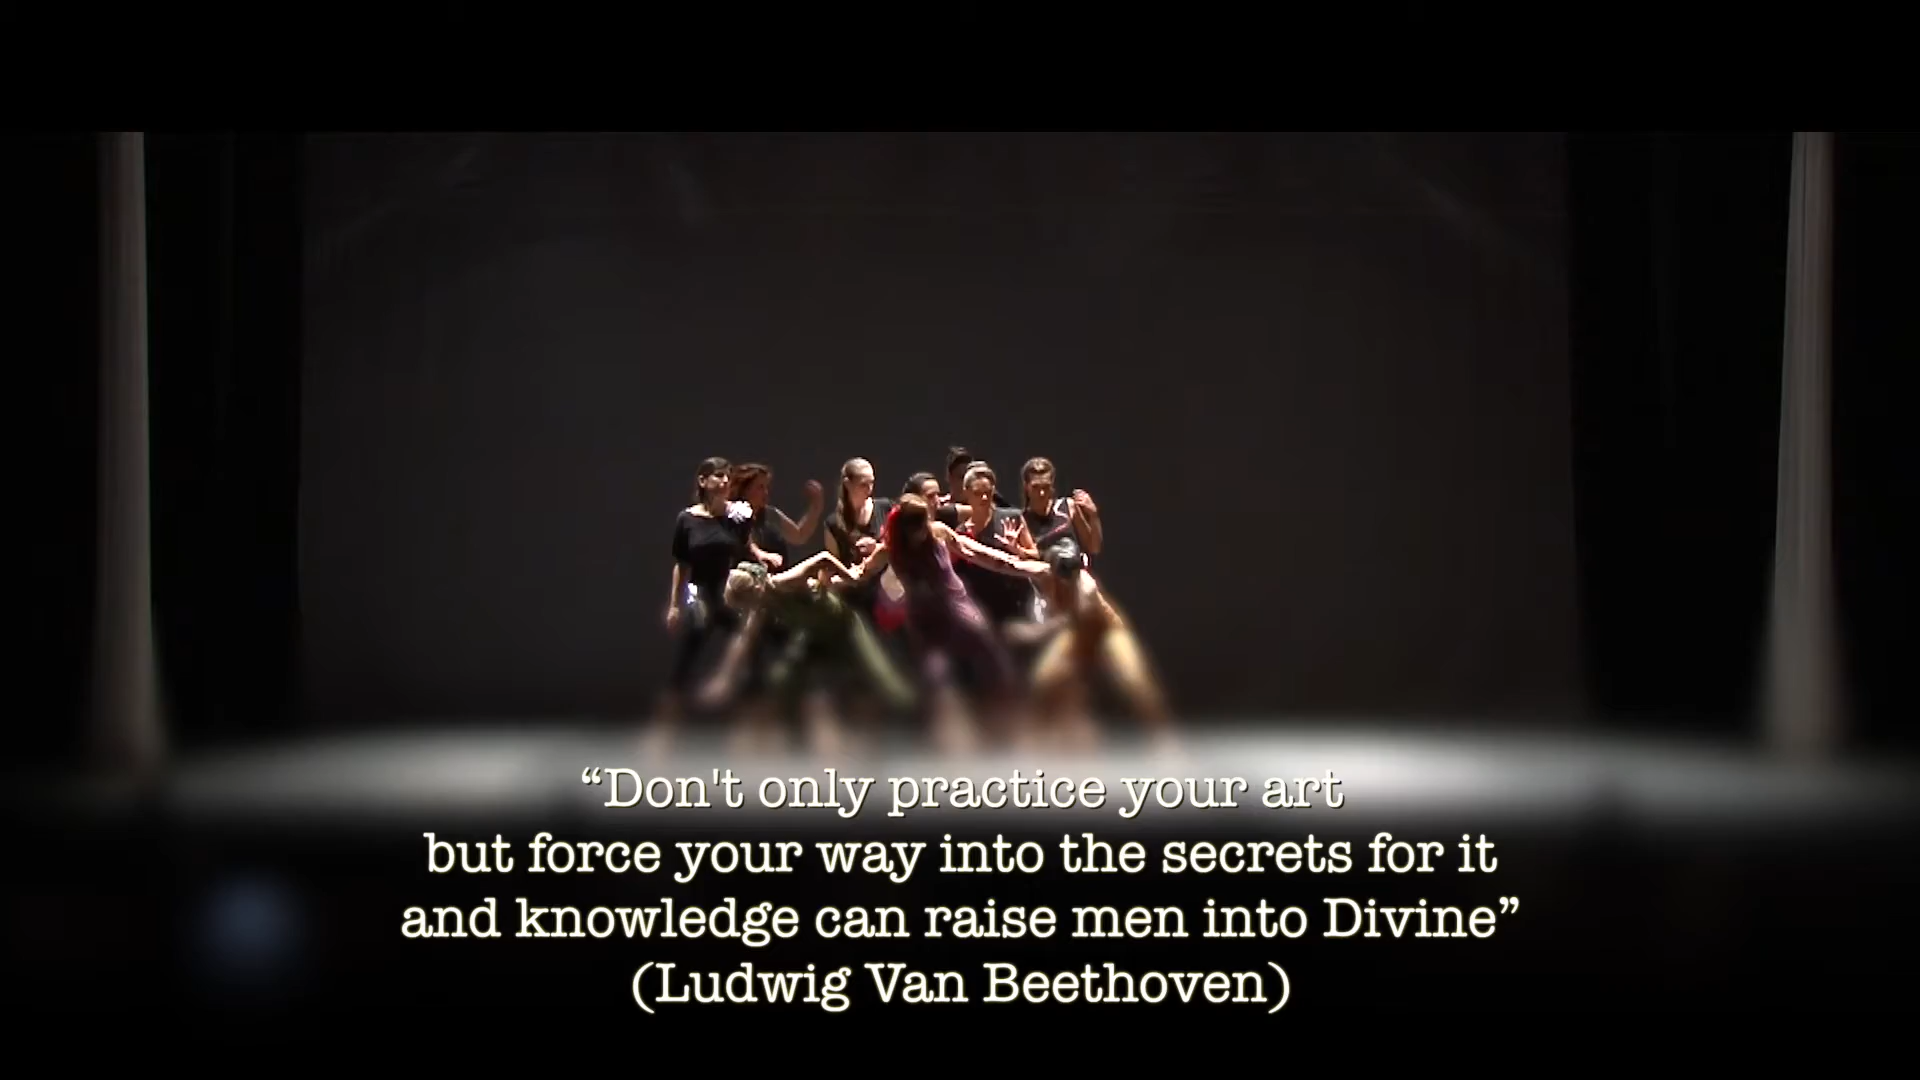 “Don't only practice your art
but force your way into the secrets for it
and knowledge can raise men into Divine”
(Ludwig Van Beethoven)